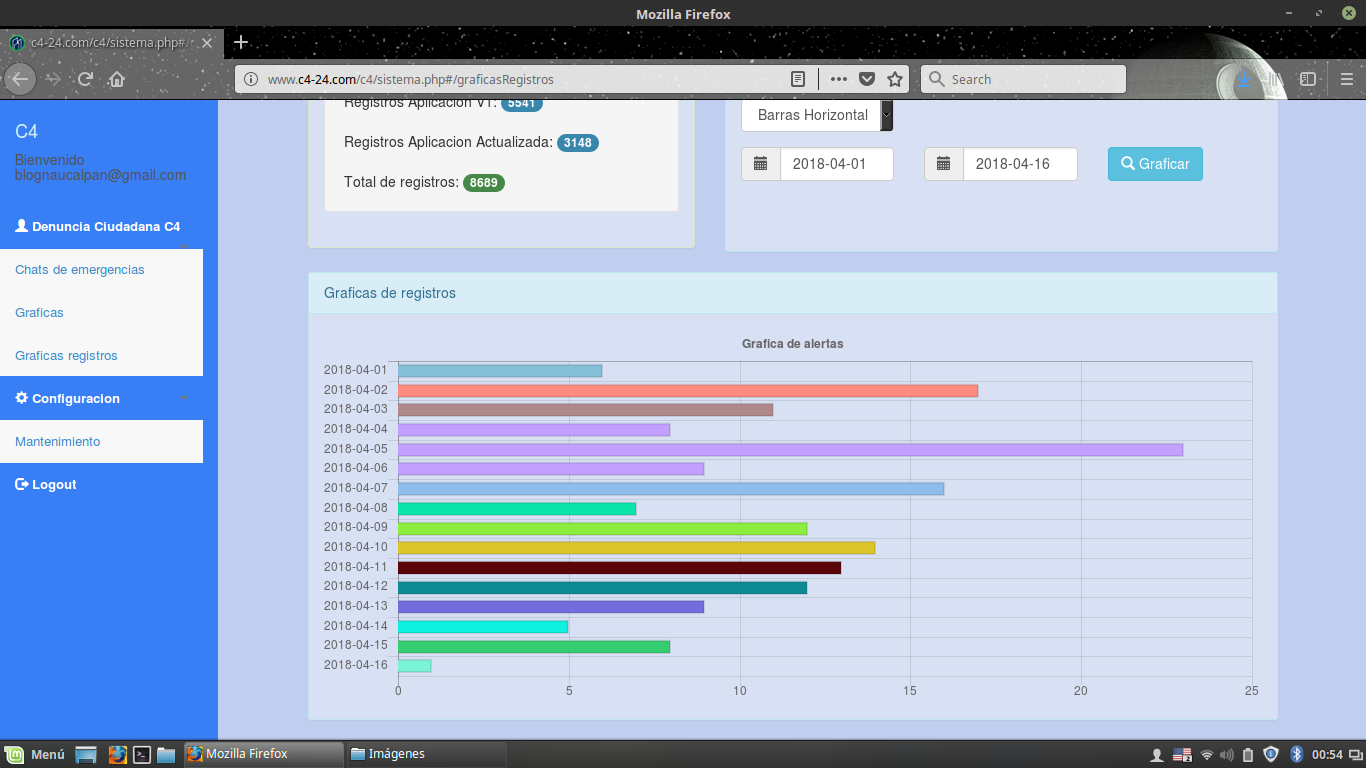 Mozilla Firefox
c4-24.com/c4/sistema.php#/
www.c4-24.com/c4/sistema.php#/graficasRegistros
Search
C4
Bienvenido
blognaucalpan@gmail.com
Denuncia Ciudadana C4
Chats de emergencias
Graficas
Graficas registros
Configuracion
Mantenimiento
Logout
Registros Aplicacion V1: 5541
Registros Aplicacion Actualizada: 3148
Total de registros: 8689
Barras Horizontal
2018-04-01 2018-04-16 Graficar
Graficas de registros
Grafica de alertas
2018-04-01
2018-04-02
2018-04-03
2018-04-04
2018-04-05
2018-04-06
2018-04-07
2018-04-08
2018-04-09
2018-04-10
2018-04-11
2018-04-12
2018-04-13
2018-04-14
2018-04-15
2018-04-16
0 5 10 15 20 25
Menú Mozilla Firefox Imágenes 2 00:54